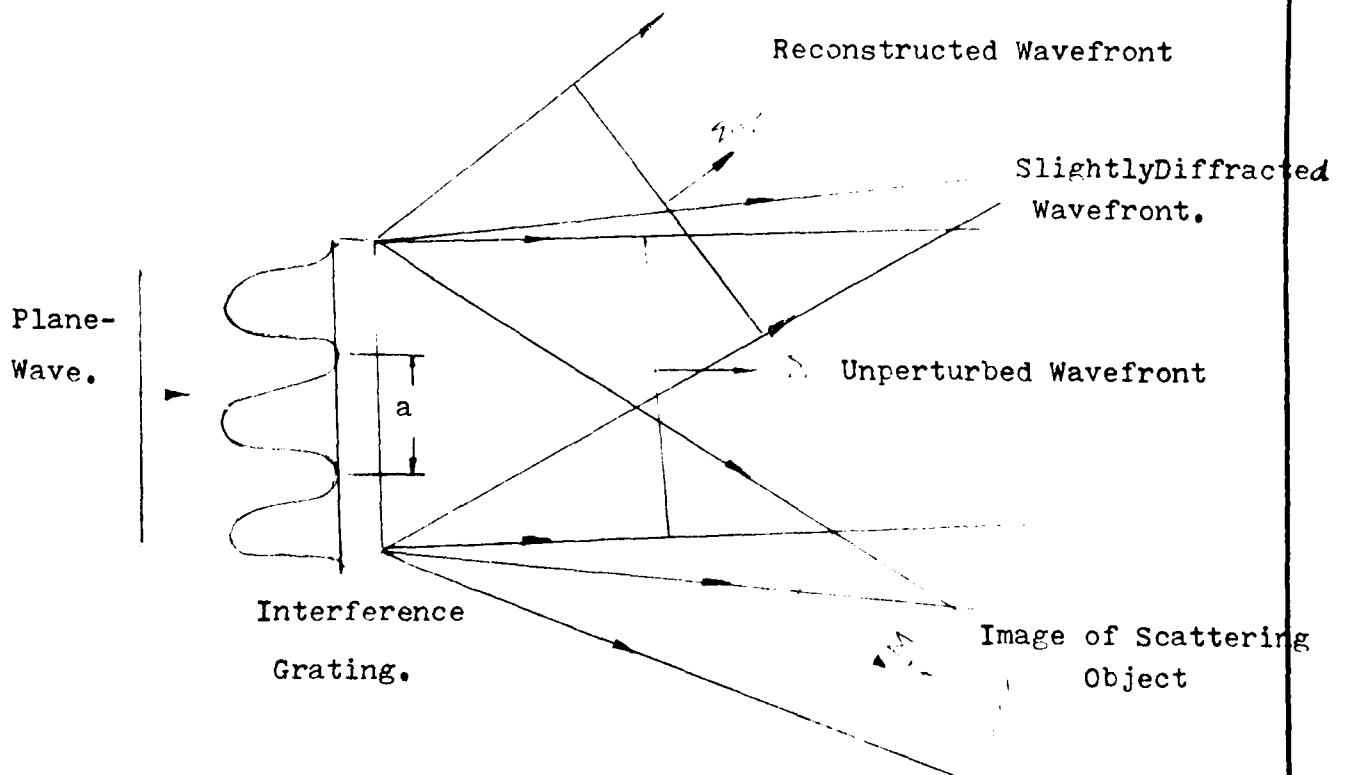 Reconstructed Wavefront
SlightlyDiffracted
Wavefront.
Plane-
Wave.
a
Unperturbed Wavefront
Interference
Grating.
Image of Scattering
Object